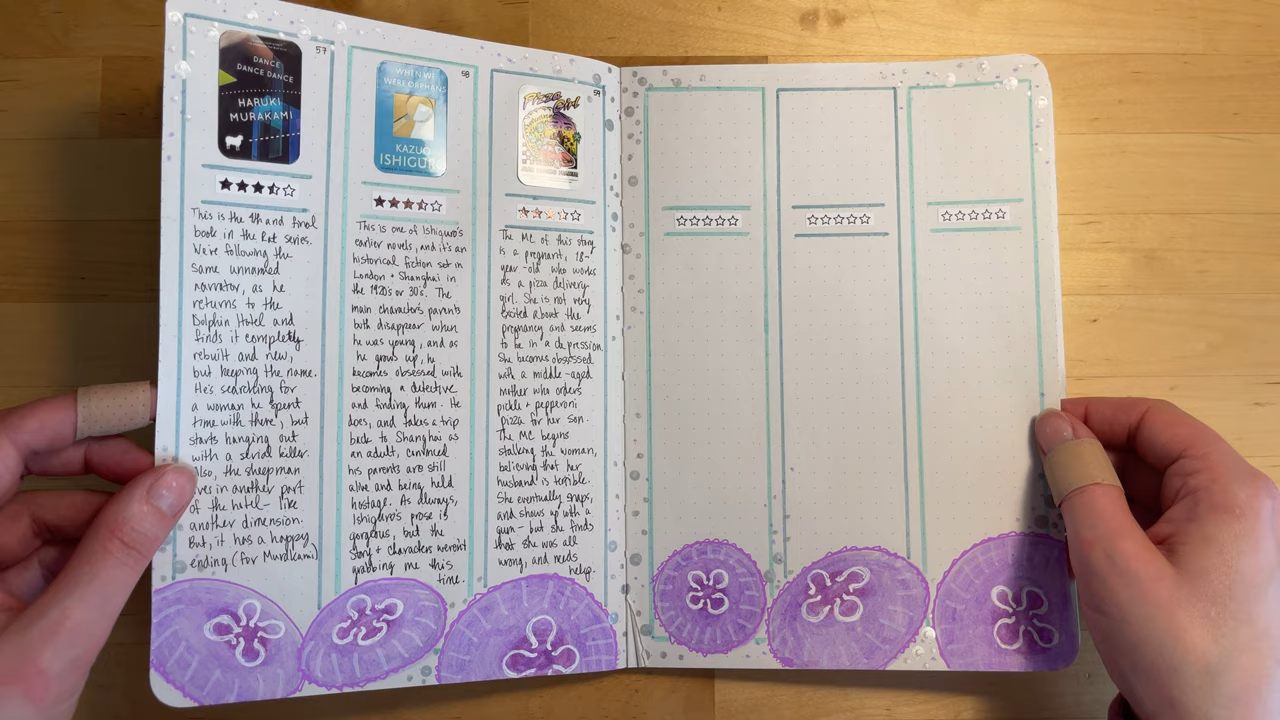 57
DANCE
DANCE DANCE
HARUKI
MURAKAMI
This is the 4th and final
book in the Rat series.
We're following the
same unnamed
narrator, as he
returns to the
Dolphin Hotel and
finds it completely
rebuilt and new,
but keeping the name.
He's searching for
a woman he spent
time with there, but
starts hanging out
with a serial killer.
Also, the sheepman
lives in another part
of the hotel - like
another dimension.
But, it has a happy
ending (for Murakami)
58
WHEN WE
WERE ORPHANS
KAZUO
ISHIGURO
This is one of Ishiguro's
earlier novels, and it's an
historical fiction set in
London + Shanghai in
the 1920s or 30s. The
main characters parents
both disappear when
he was young, and as
he grows up, he
becomes obsessed with
becoming a detective
and finding them. He
does, and takes a trip
back to Shanghai as
an adult, convinced
his parents are still
alive and being held
hostage. As always,
Ishiguro's prose is
gorgeous, but the
story + characters weren't
grabbing me this
time.
59
Pizza Girl
The MC of this story
is a pregnant, 18-
year-old who works
as a pizza delivery
girl. She is not very
excited about the
pregnancy and seems
to be in a depression.
She becomes obsessed
with a middle-aged
mother who orders
pickle + pepperoni
pizza for her son.
The MC begins
stalking the woman,
believing that her
husband is terrible.
She eventually snaps,
and shows up with a
gun - but she finds
that she was all
wrong, and needs
help.